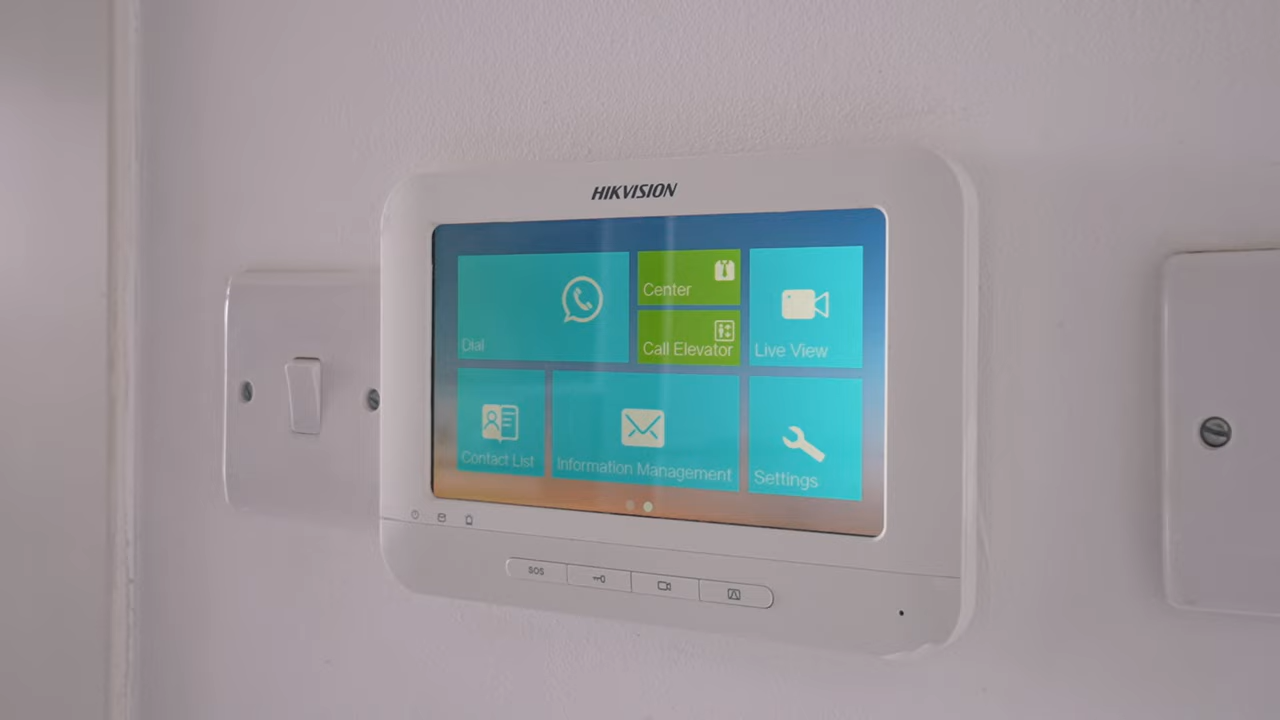 HIKVISION
Dial
Center
Call Elevator
Live View
Contact List
Information Management
Settings
SOS